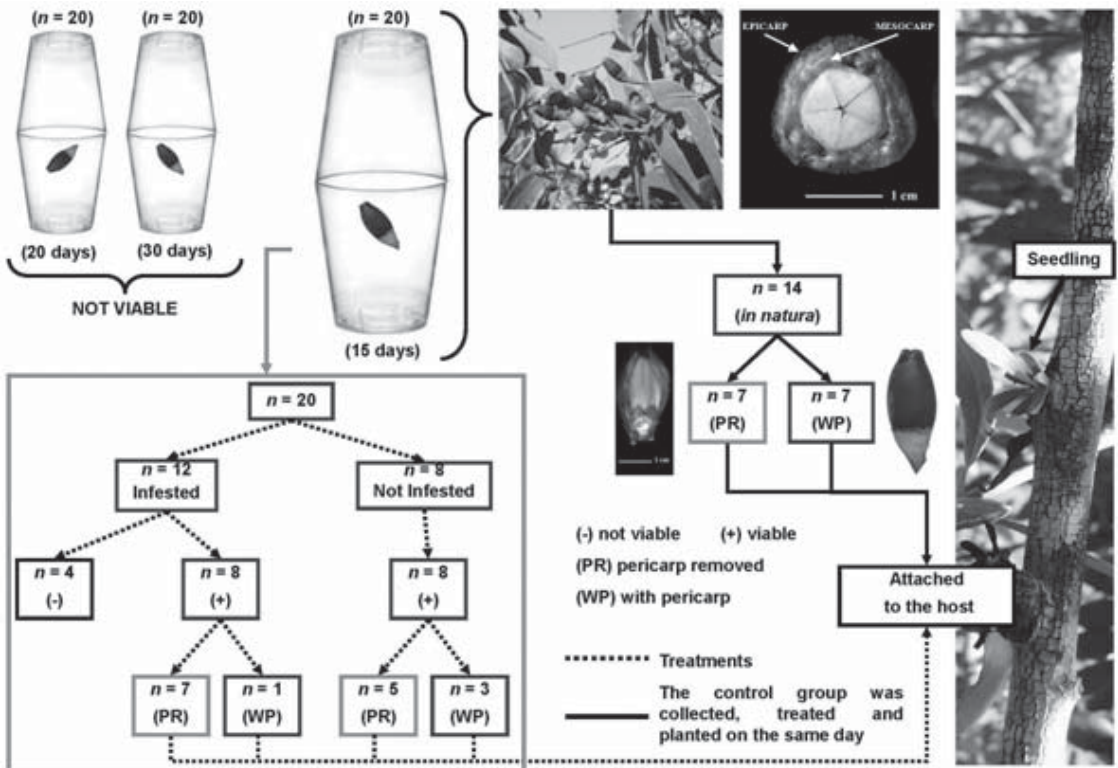 (n = 20)
(n = 20)
(n = 20)
(20 days)
(30 days)
NOT VIABLE
(15 days)
EPICARP
MESOCARP
1 cm
Seedling
n = 14
(in natura)
n = 7
(PR)
n = 7
(WP)
1 cm
n = 20
n = 12
Infested
n = 8
Not Infested
n = 4
(-)
n = 8
(+)
n = 8
(+)
n = 7
(PR)
n = 1
(WP)
n = 5
(PR)
n = 3
(WP)
(-) not viable (+) viable
(PR) pericarp removed
(WP) with pericarp
Attached
to the host
Treatments
The control group was
collected, treated and
planted on the same day